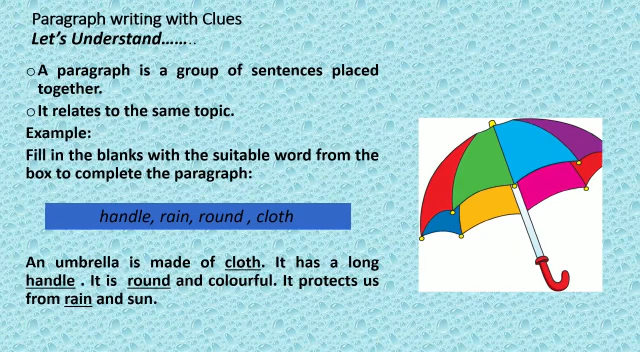 Paragraph writing with Clues
Let's Understand……..
○A paragraph is a group of sentences placed
together.
○It relates to the same topic.
Example:
Fill in the blanks with the suitable word from the
box to complete the paragraph:
handle, rain, round , cloth
An umbrella is made of cloth. It has a long
handle . It is round and colourful. It protects us
from rain and sun.